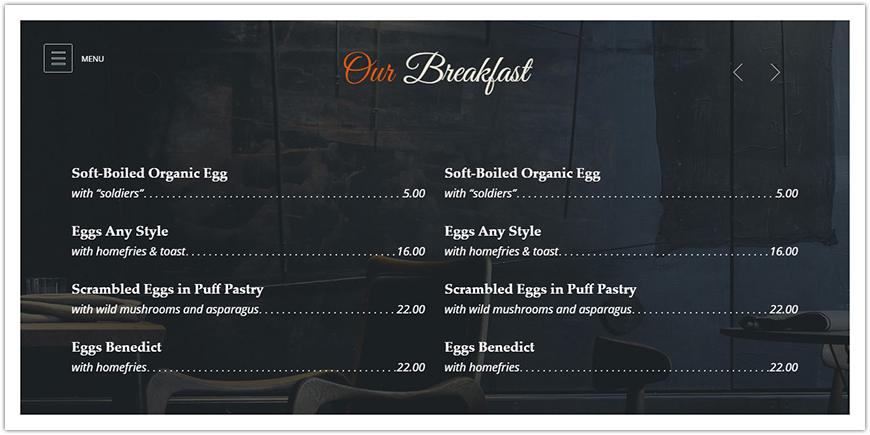 MENU
Our Breakfast
Soft-Boiled Organic Egg
with “soldiers”. . . . . . . . . . . . . . . . . . . . . . . . . . . . . . . . . . . . . . . . . . . . 5.00
Eggs Any Style
with homefries & toast. . . . . . . . . . . . . . . . . . . . . . . . . . . . . . . . . . . . 16.00
Scrambled Eggs in Puff Pastry
with wild mushrooms and asparagus. . . . . . . . . . . . . . . . . . . . . . . . 22.00
Eggs Benedict
with homefries. . . . . . . . . . . . . . . . . . . . . . . . . . . . . . . . . . . . . . . . . . . 22.00
Soft-Boiled Organic Egg
with “soldiers”. . . . . . . . . . . . . . . . . . . . . . . . . . . . . . . . . . . . . . . . . . . . 5.00
Eggs Any Style
with homefries & toast. . . . . . . . . . . . . . . . . . . . . . . . . . . . . . . . . . . . 16.00
Scrambled Eggs in Puff Pastry
with wild mushrooms and asparagus. . . . . . . . . . . . . . . . . . . . . . . . 22.00
Eggs Benedict
with homefries. . . . . . . . . . . . . . . . . . . . . . . . . . . . . . . . . . . . . . . . . . . 22.00